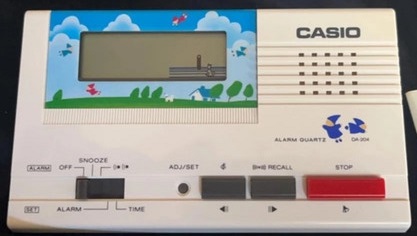 CASIO
ALARM QUARTZ DA-304
SNOOZE
ALARM OFF
ADJ/SET
RECALL
STOP
SET ALARM TIME